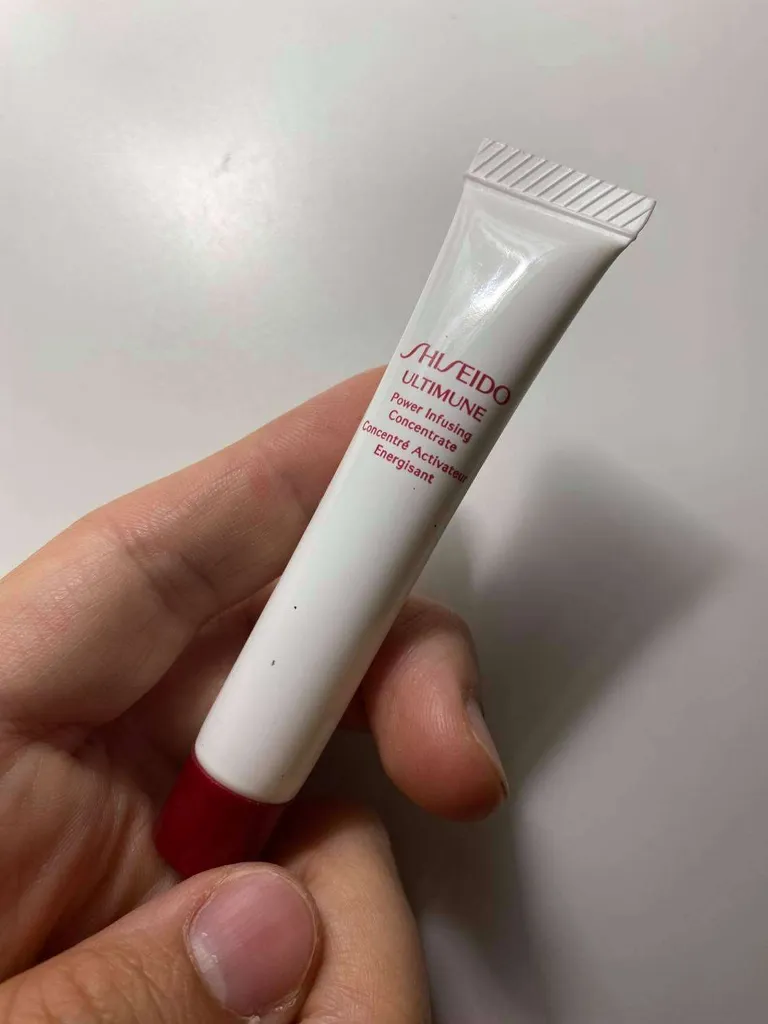 SHISEIDO
ULTIMUNE
Power Infusing
Concentrate
Concentré Activateur
Energisant